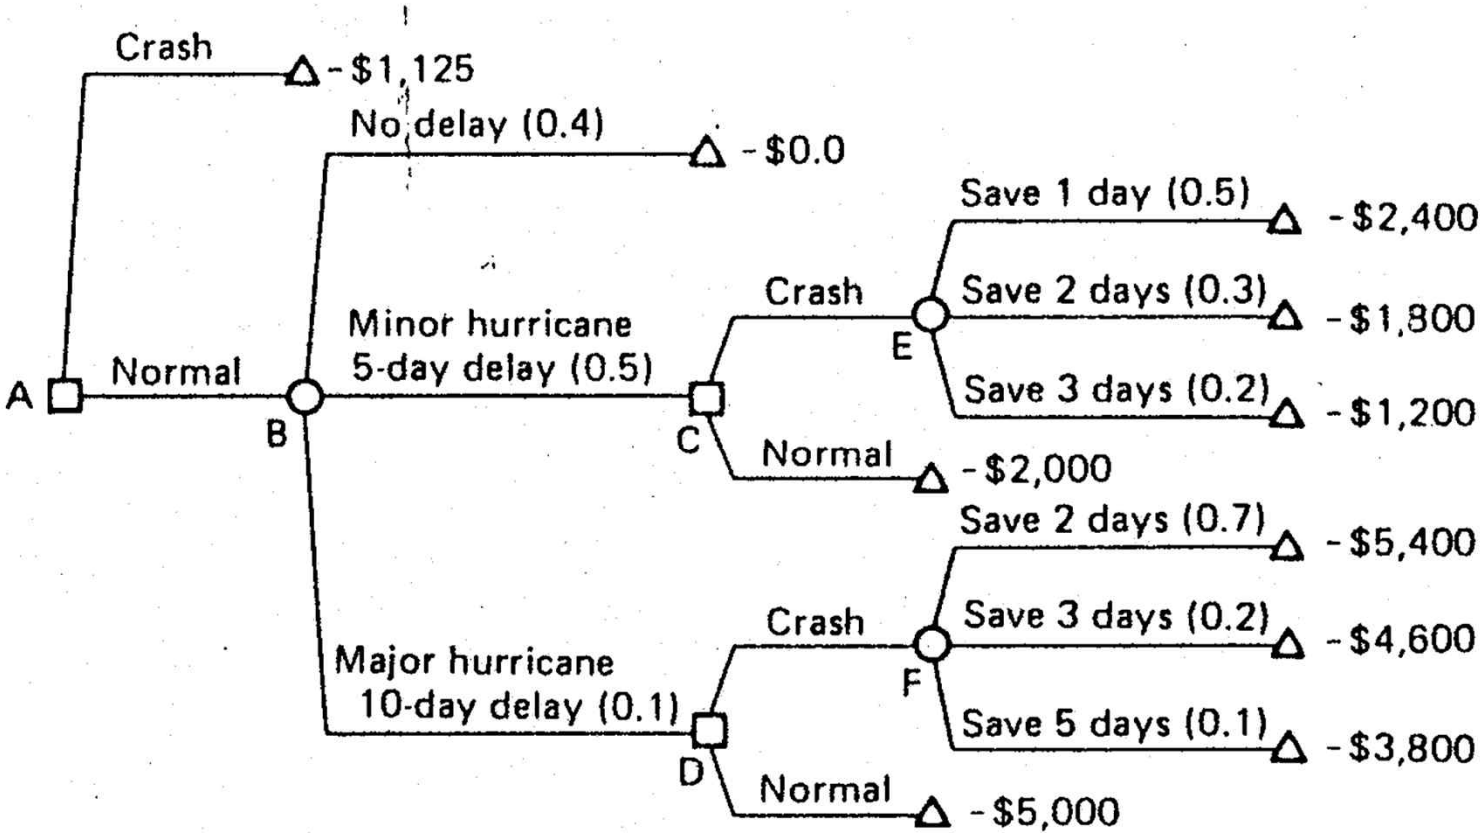 Crash
- $1,125
No delay (0.4)
- $0.0
Save 1 day (0.5)
- $2,400
Crash
Save 2 days (0.3)
- $1,800
Minor hurricane
5-day delay (0.5)
E
Save 3 days (0.2)
- $1,200
A
Normal
B
C
Normal
- $2,000
Save 2 days (0.7)
- $5,400
Crash
Save 3 days (0.2)
- $4,600
Major hurricane
10-day delay (0.1)
F
Save 5 days (0.1)
- $3,800
D
Normal
- $5,000